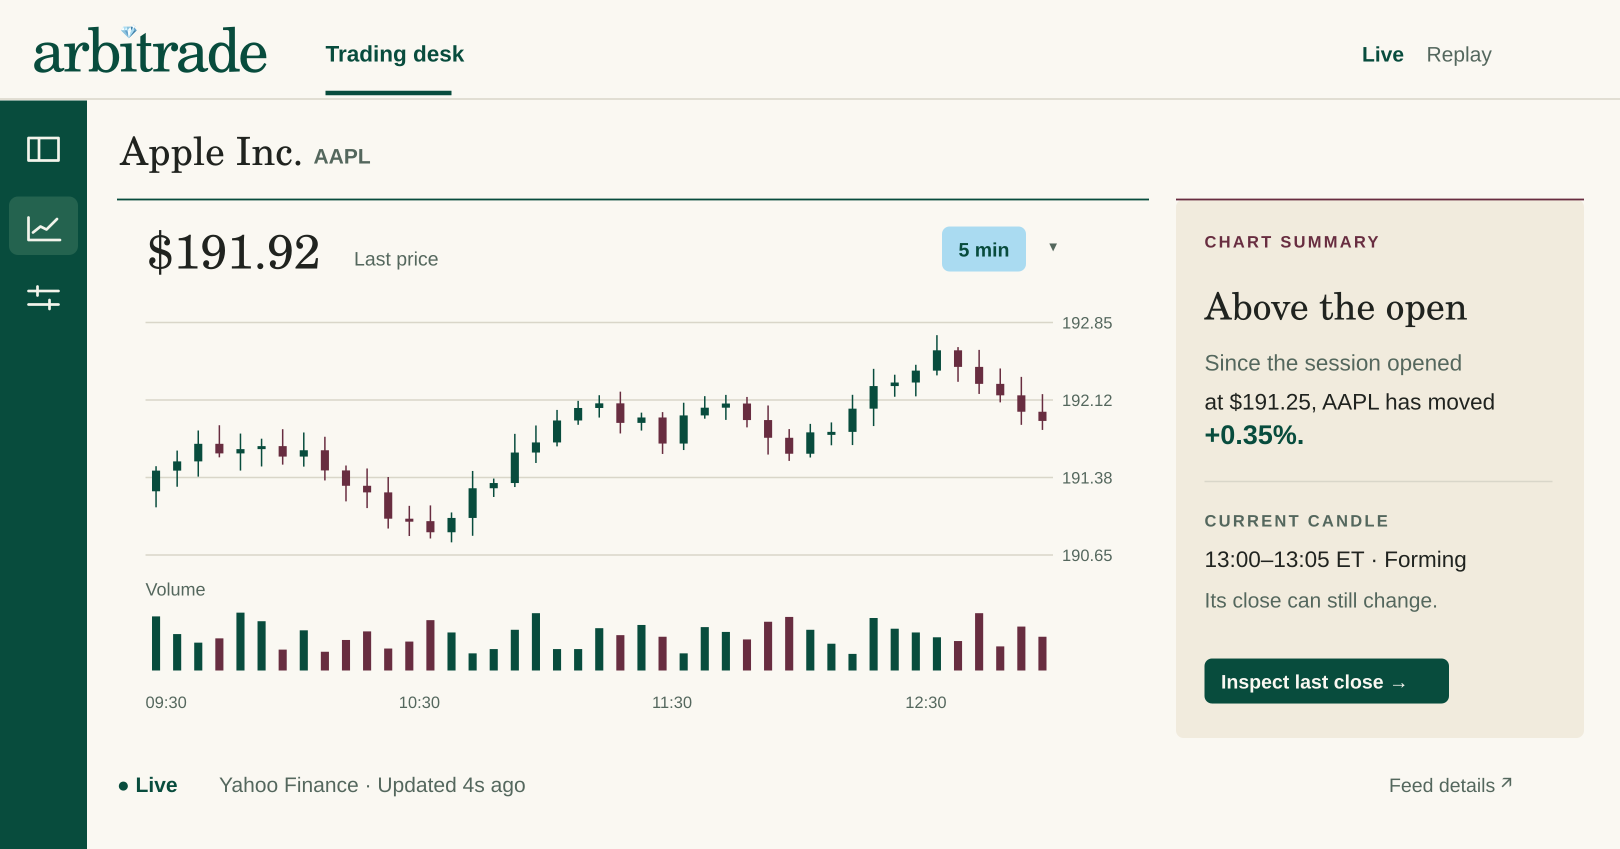 arbitrade
Trading desk
Live
Replay
Apple Inc. AAPL
$191.92 Last price
5 min ▾
192.85
192.12
191.38
190.65
Volume
09:30
10:30
11:30
12:30
CHART SUMMARY
Above the open
Since the session opened
at $191.25, AAPL has moved
+0.35%.
CURRENT CANDLE
13:00–13:05 ET · Forming
Its close can still change.
Inspect last close →
● Live
Yahoo Finance · Updated 4s ago
Feed details ↗